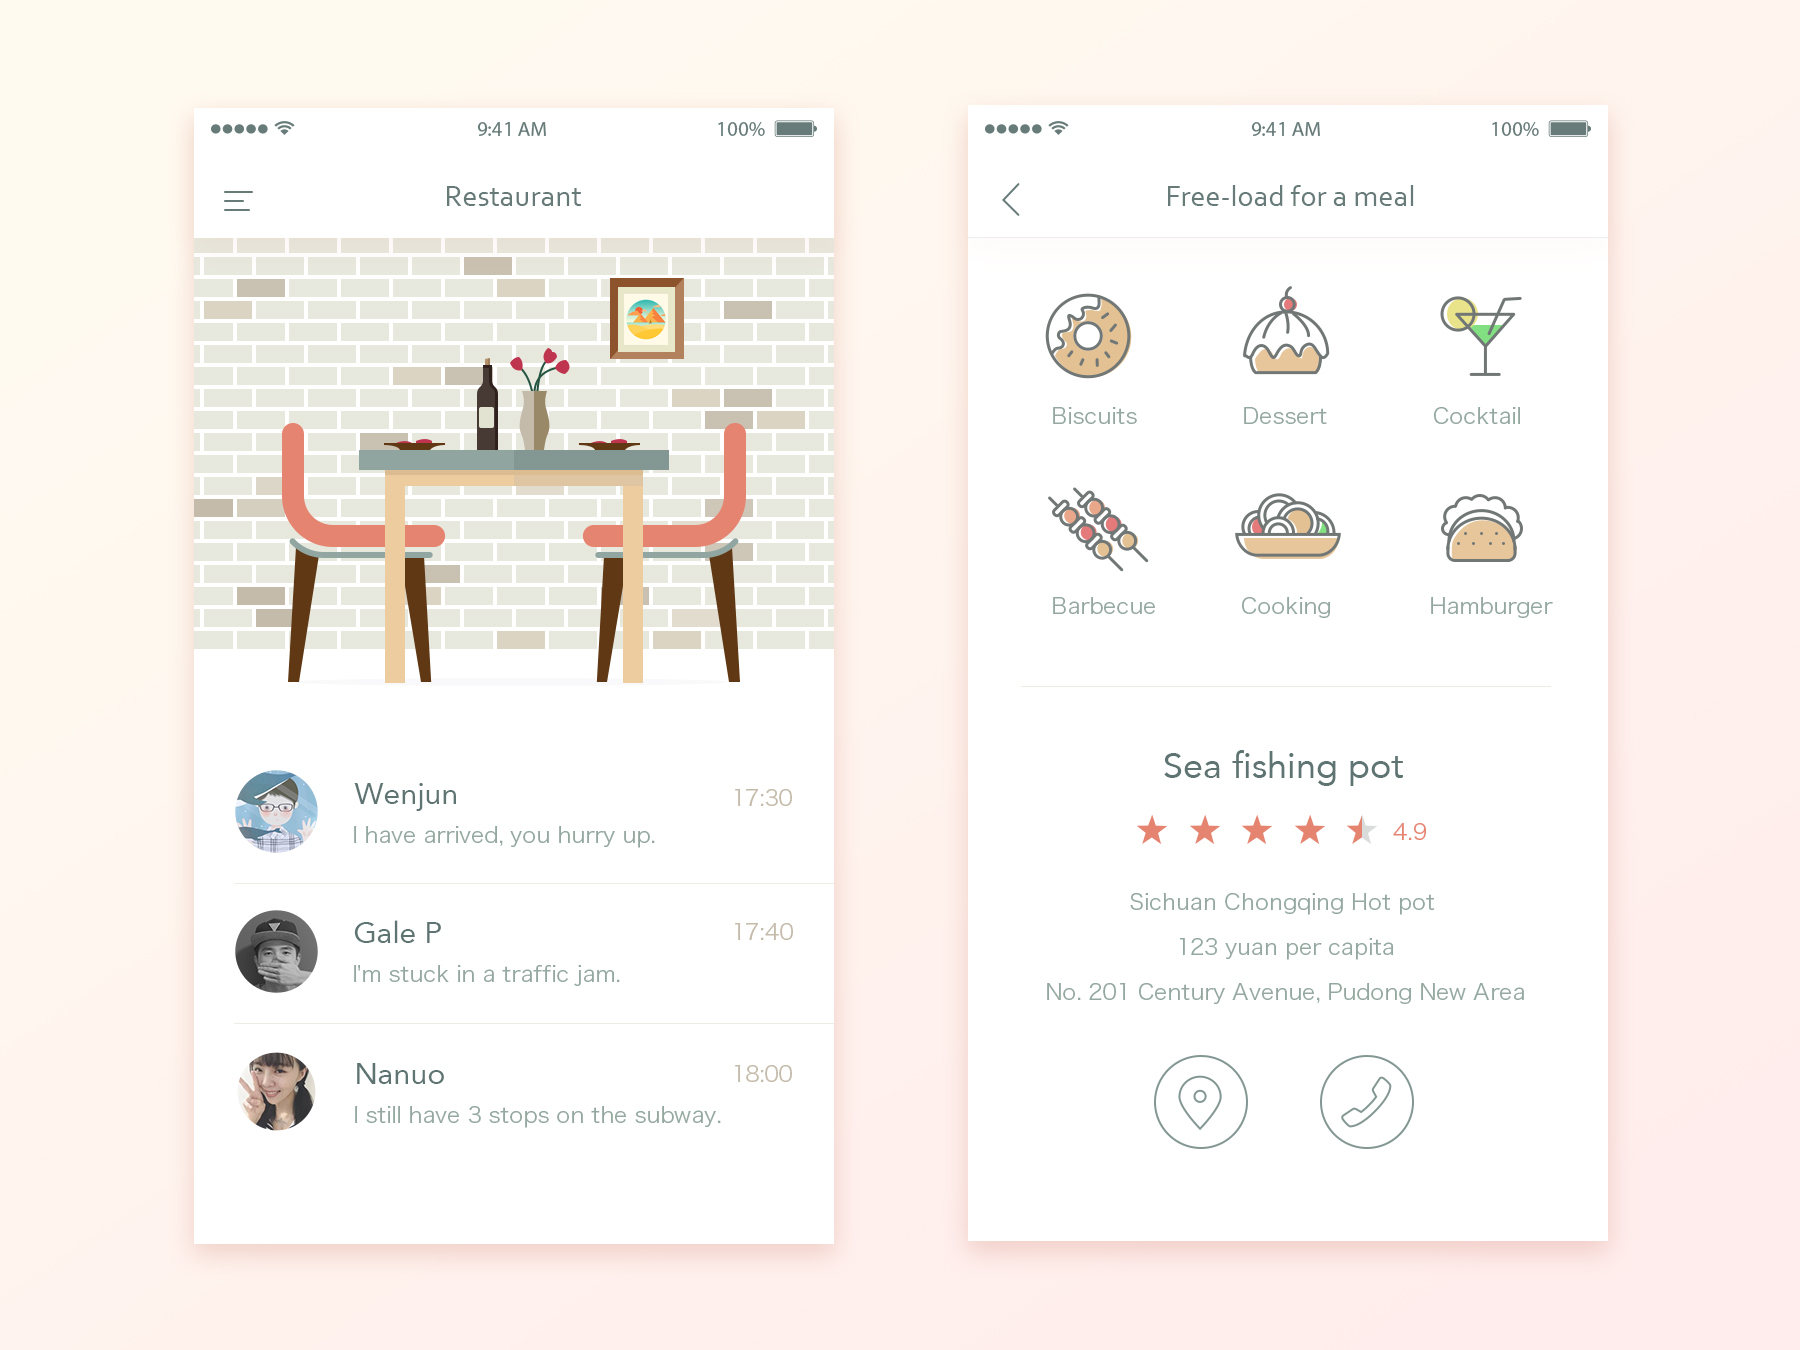 9:41 AM
100%
Restaurant
Wenjun
17:30
I have arrived, you hurry up.
Gale P
17:40
I'm stuck in a traffic jam.
Nanuo
18:00
I still have 3 stops on the subway.
9:41 AM
100%
Free-load for a meal
Biscuits
Dessert
Cocktail
Barbecue
Cooking
Hamburger
Sea fishing pot
4.9
Sichuan Chongqing Hot pot
123 yuan per capita
No. 201 Century Avenue, Pudong New Area